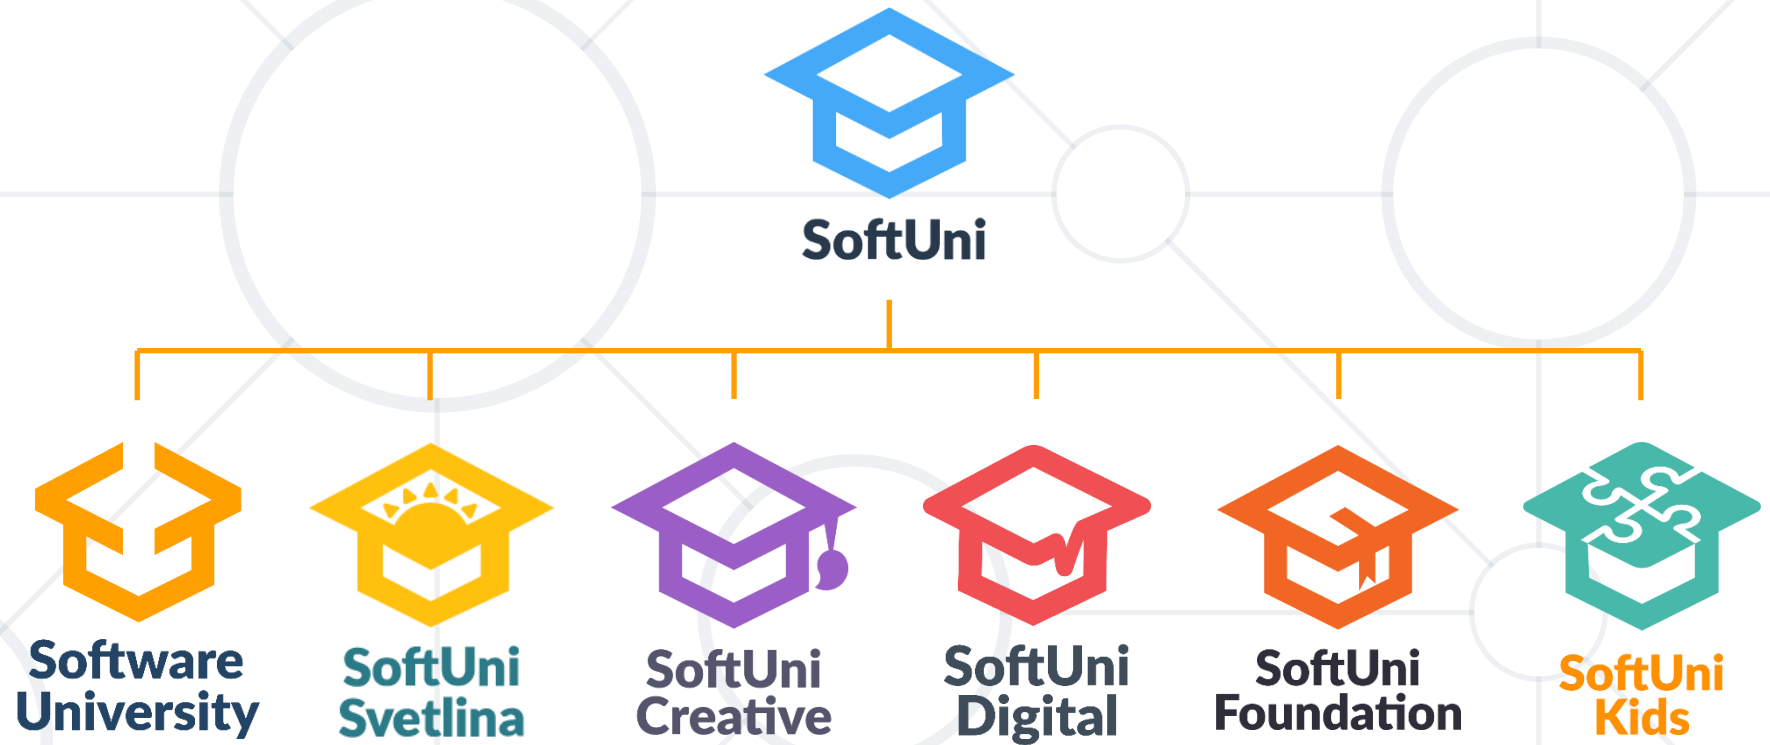 SoftUni
Software
University
SoftUni
Svetlina
SoftUni
Creative
SoftUni
Digital
SoftUni
Foundation
SoftUni
Kids